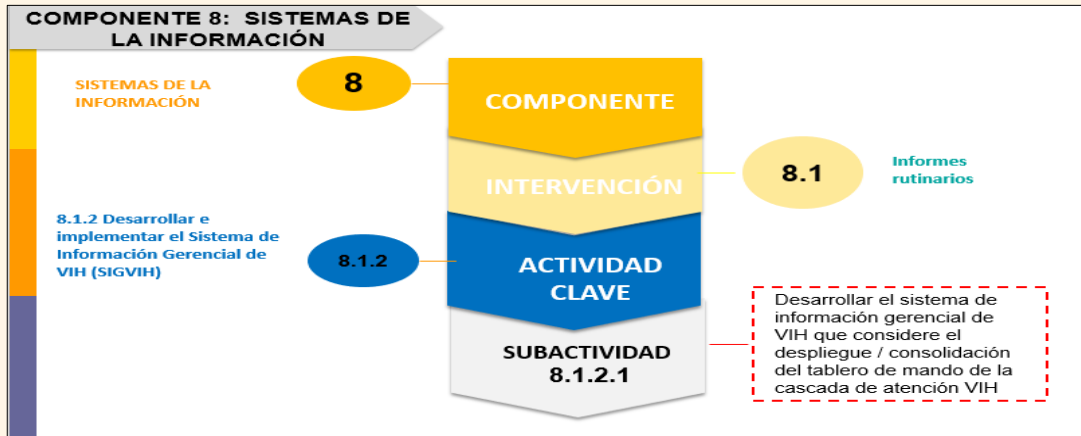 COMPONENTE 8:  SISTEMAS DE
LA INFORMACIÓN
SISTEMAS DE LA
INFORMACIÓN
8
COMPONENTE
INTERVENCIÓN
8.1
Informes
rutinarios
8.1.2 Desarrollar e
implementar el Sistema de
Información Gerencial de
VIH (SIGVIH)
8.1.2
ACTIVIDAD
CLAVE
SUBACTIVIDAD
8.1.2.1
Desarrollar el sistema de
información gerencial de
VIH que considere el
despliegue / consolidación
del tablero de mando de la
cascada de atención VIH